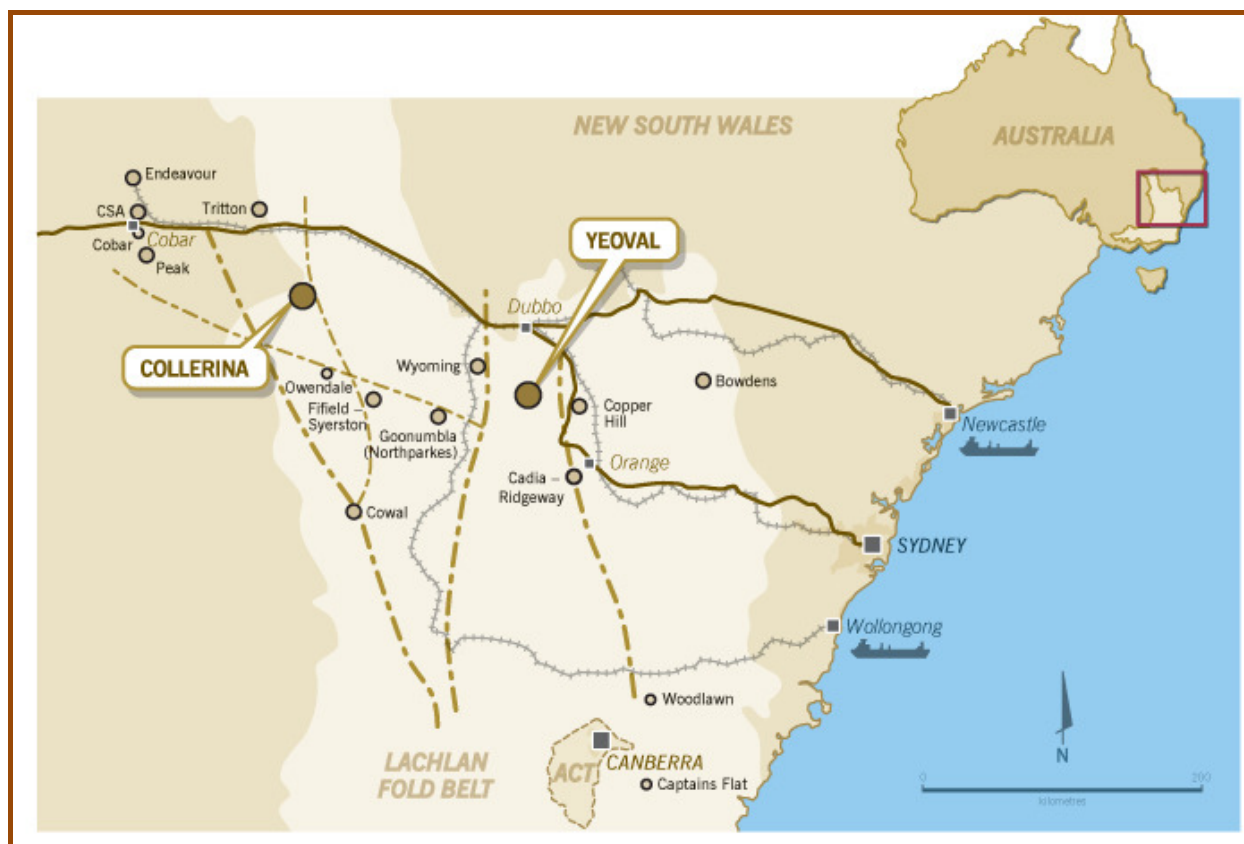 NEW SOUTH WALES
AUSTRALIA
Endeavour
CSA
Tritton
Cobar
Cobar
Peak
YEOVAL
COLLERINA
Dubbo
Wyoming
Owendale
Fifield –
Syerston
Goonumbla
(Northparkes)
Bowdens
Copper
Hill
Newcastle
Orange
Cadia –
Ridgeway
Cowal
SYDNEY
Wollongong
Woodlawn
LACHLAN
FOLD BELT
ACT
CANBERRA
Captains Flat
N
0
200
kilometres